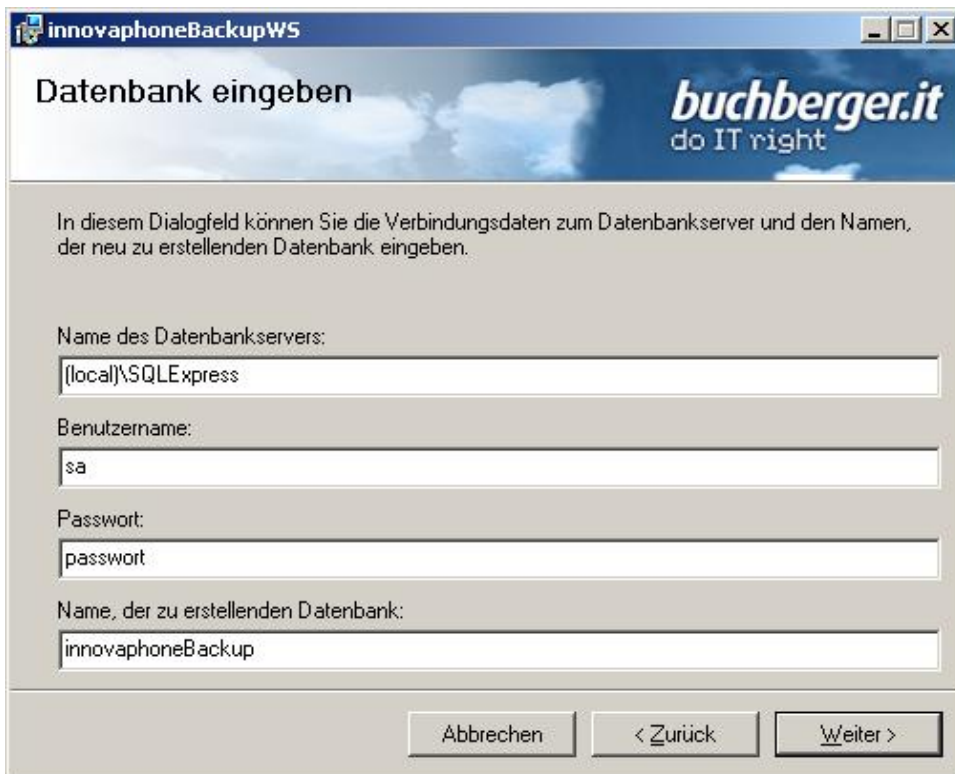 innovaphoneBackupWS
Datenbank eingeben
buchberger.it
do IT right
In diesem Dialogfeld können Sie die Verbindungsdaten zum Datenbankserver und den Namen,
der neu zu erstellenden Datenbank eingeben.
Name des Datenbankservers:
(local)\SQLExpress
Benutzername:
sa
Passwort:
passwort
Name, der zu erstellenden Datenbank:
innovaphoneBackup
Abbrechen
< Zurück
Weiter >